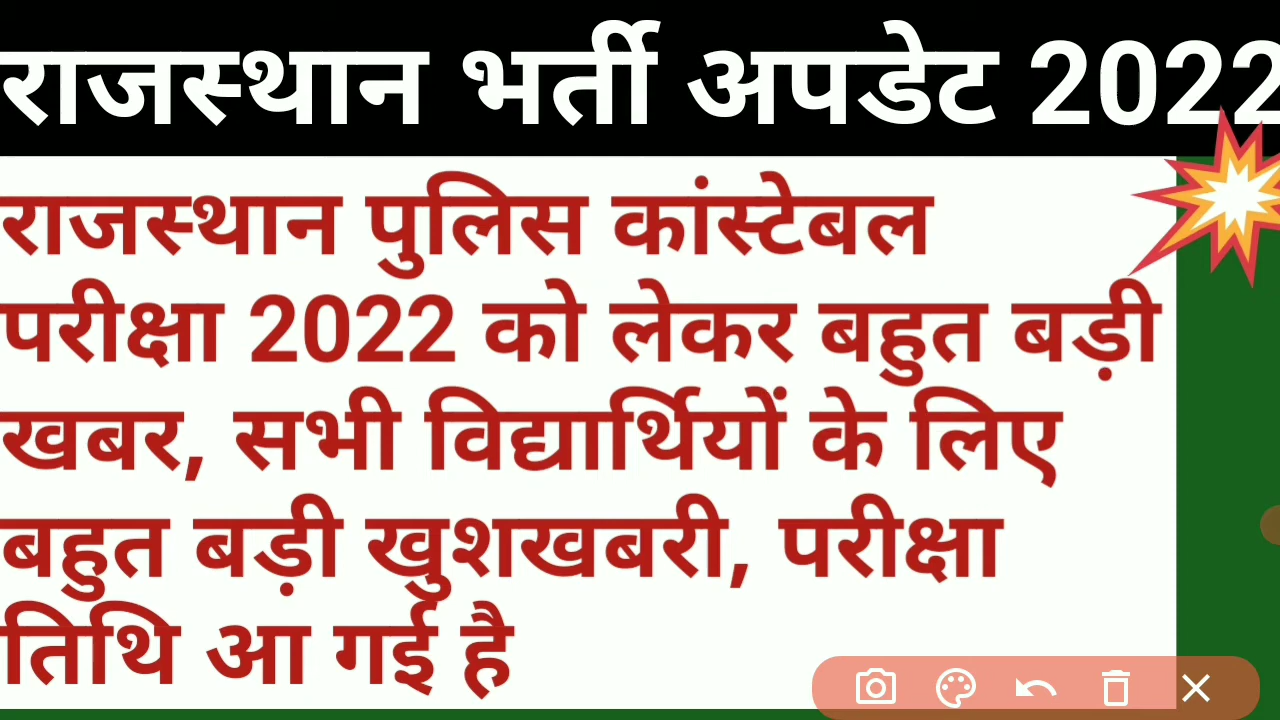 राजस्थान भर्ती अपडेट 2022
राजस्थान पुलिस कांस्टेबल
परीक्षा 2022 को लेकर बहुत बड़ी
खबर, सभी विद्यार्थियों के लिए
बहुत बड़ी खुशखबरी, परीक्षा
तिथि आ गई है